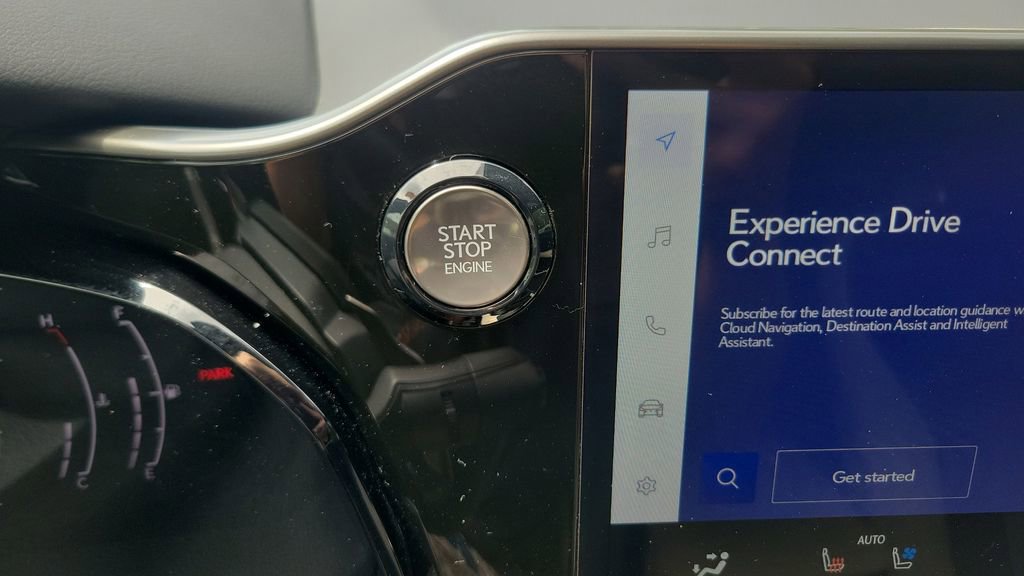 H
F
PARK
C
E
START
STOP
ENGINE
Experience Drive
Connect
Subscribe for the latest route and location guidance w
Cloud Navigation, Destination Assist and Intelligent
Assistant.
Get started
AUTO